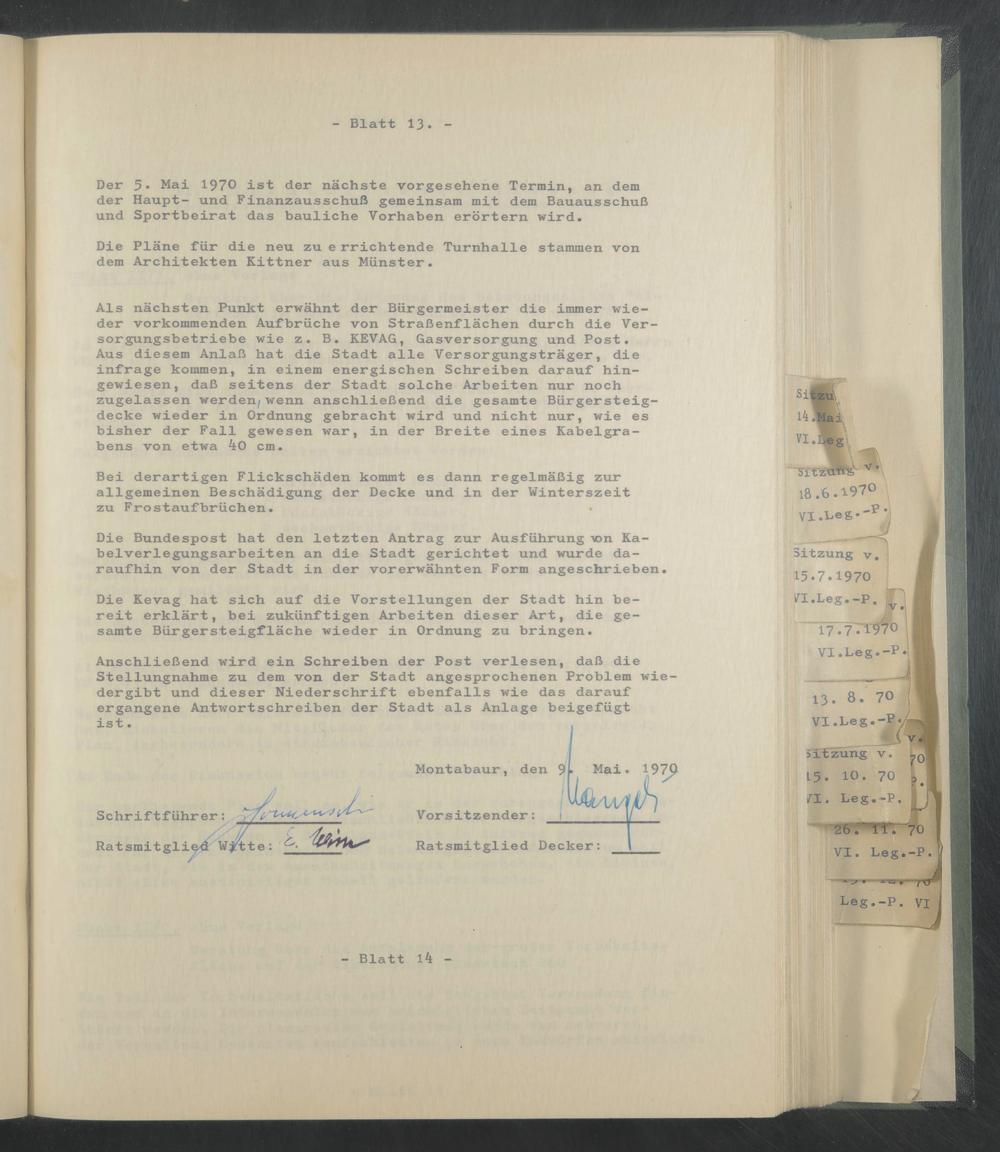 - Blatt 13. -
Der 5. Mai 1970 ist der nächste vorgesehene Termin, an dem
der Haupt- und Finanzausschuß gemeinsam mit dem Bauausschuß
und Sportbeirat das bauliche Vorhaben erörtern wird.
Die Pläne für die neu zu errichtende Turnhalle stammen von
dem Architekten Kittner aus Münster.
Als nächsten Punkt erwähnt der Bürgermeister die immer wie-
der vorkommenden Aufbrüche von Straßenflächen durch die Ver-
sorgungsbetriebe wie z. B. KEVAG, Gasversorgung und Post.
Aus diesem Anlaß hat die Stadt alle Versorgungsträger, die
infrage kommen, in einem energischen Schreiben darauf hin-
gewiesen, daß seitens der Stadt solche Arbeiten nur noch
zugelassen werden, wenn anschließend die gesamte Bürgersteig-
decke wieder in Ordnung gebracht wird und nicht nur, wie es
bisher der Fall gewesen war, in der Breite eines Kabelgra-
bens von etwa 40 cm.
Bei derartigen Flickschäden kommt es dann regelmäßig zur
allgemeinen Beschädigung der Decke und in der Winterszeit
zu Frostaufbrüchen.
Die Bundespost hat den letzten Antrag zur Ausführung von Ka-
belverlegungsarbeiten an die Stadt gerichtet und wurde da-
raufhin von der Stadt in der vorerwähnten Form angeschrieben.
Die Kevag hat sich auf die Vorstellungen der Stadt hin be-
reit erklärt, bei zukünftigen Arbeiten dieser Art, die ge-
samte Bürgersteigfläche wieder in Ordnung zu bringen.
Anschließend wird ein Schreiben der Post verlesen, daß die
Stellungnahme zu dem von der Stadt angesprochenen Problem wie-
dergibt und dieser Niederschrift ebenfalls wie das darauf
ergangene Antwortschreiben der Stadt als Anlage beigefügt
ist.
Montabaur, den 9. Mai. 1970
Schriftführer: Vorsitzender:
Ratsmitglied Witte: Ratsmitglied Decker:
- Blatt 14 -
Sitzu
14.Mai
VI.Leg
Sitzung v.
18.6.1970
VI.Leg.-P.
Sitzung v.
15.7.1970
VI.Leg.-P.
v.
17.7.1970
VI.Leg.-P.
13. 8. 70
VI.Leg.-P.
Sitzung v.
15. 10. 70
VI. Leg.-P.
v.
70
P.
26. 11. 70
VI. Leg.-P.
Leg.-P. VI